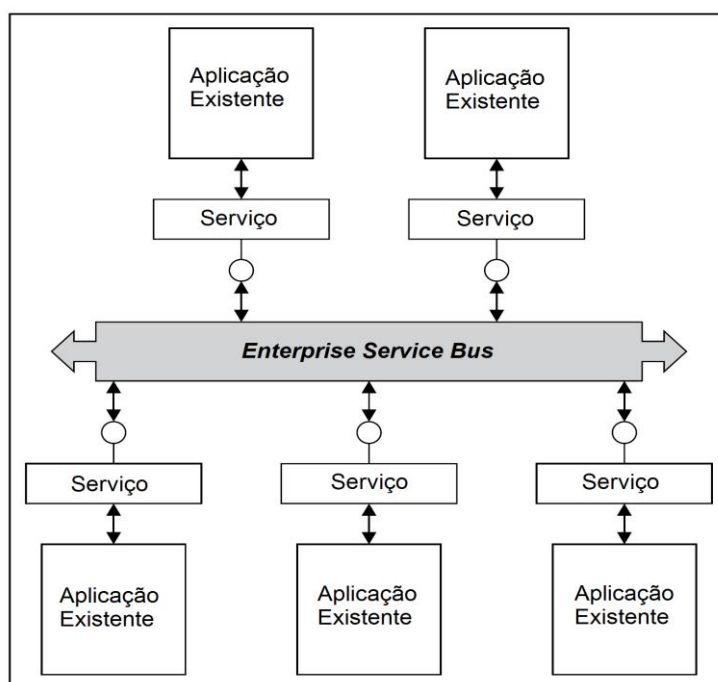 Aplicação
Existente
Aplicação
Existente
Serviço
Serviço
Enterprise Service Bus
Serviço
Serviço
Serviço
Aplicação
Existente
Aplicação
Existente
Aplicação
Existente